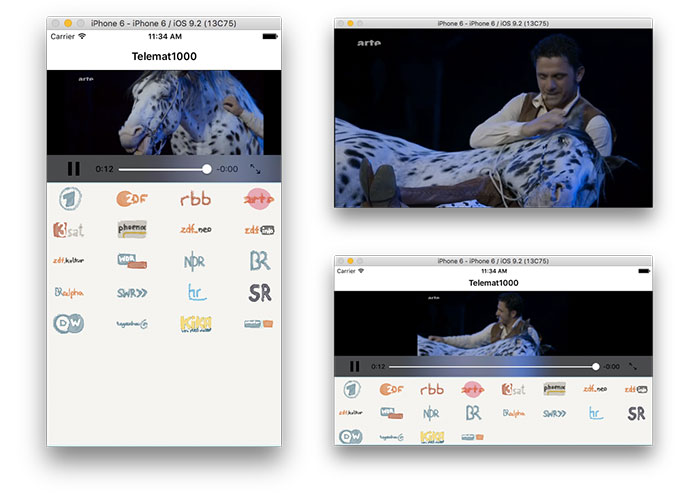 iPhone 6 - iPhone 6 / iOS 9.2 (13C75)
Carrier 11:34 AM
Telemat1000
arte
0:12 -0:00
1 ZDF rbb arte
3sat phoenix zdf_neo zdf info
zdf.kultur WDR NDR BR
BR alpha SWR>> hr SR
DW tagesschau KiKA
iPhone 6 - iPhone 6 / iOS 9.2 (13C75)
arte
iPhone 6 - iPhone 6 / iOS 9.2 (13C75)
Carrier 11:34 AM
Telemat1000
arte
0:12 -0:00
1 ZDF rbb arte 3sat phoenix zdf_neo zdf info
zdf.kultur WDR NDR BR BR alpha SWR>> hr SR
DW tagesschau KiKA